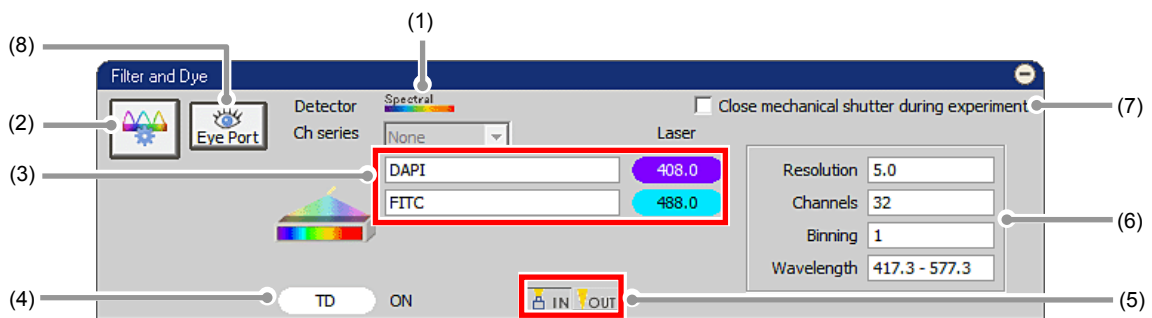 (1)
(8)
Filter and Dye
(2)
Eye Port
Detector
Spectral
Close mechanical shutter during experiment
(7)
Ch series
None
Laser
(3)
DAPI
408.0
Resolution
5.0
FITC
488.0
Channels
32
(6)
Binning
1
Wavelength
417.3 - 577.3
(4)
TD
ON
IN
OUT
(5)